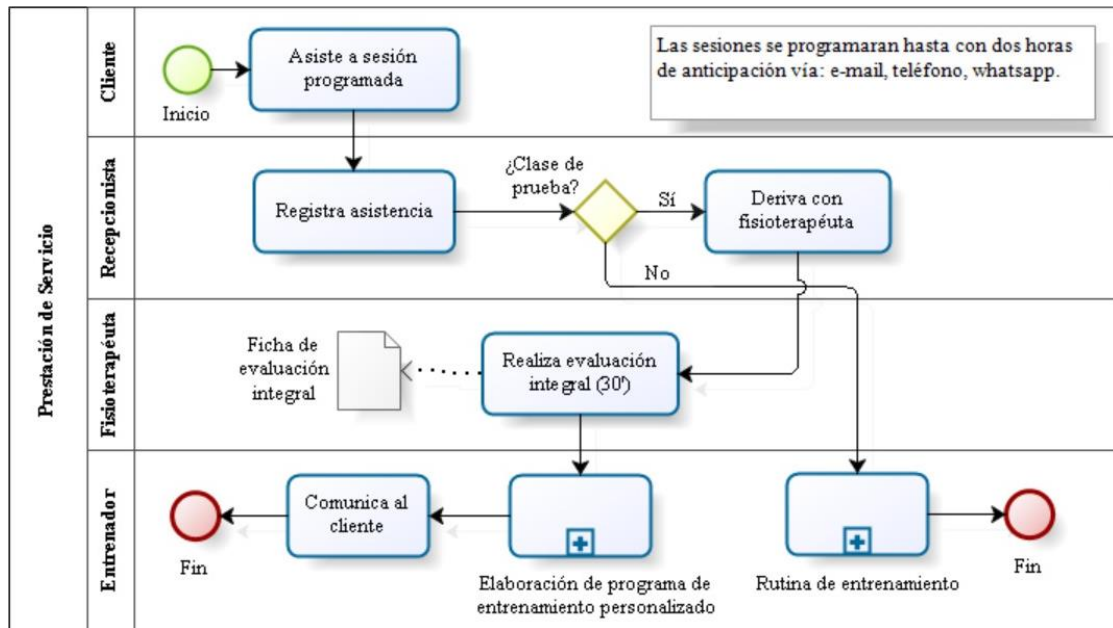 Prestación de Servicio
Cliente
Inicio
Asiste a sesión
programada
Las sesiones se programaran hasta con dos horas
de anticipación vía: e-mail, teléfono, whatsapp.
Recepcionista
Registra asistencia
¿Clase de
prueba?
Sí
No
Deriva con
fisioterapéuta
Fisioterapéuta
Ficha de
evaluación
integral
Realiza evaluación
integral (30')
Entrenador
Fin
Comunica al
cliente
Elaboración de programa de
entrenamiento personalizado
Rutina de entrenamiento
Fin